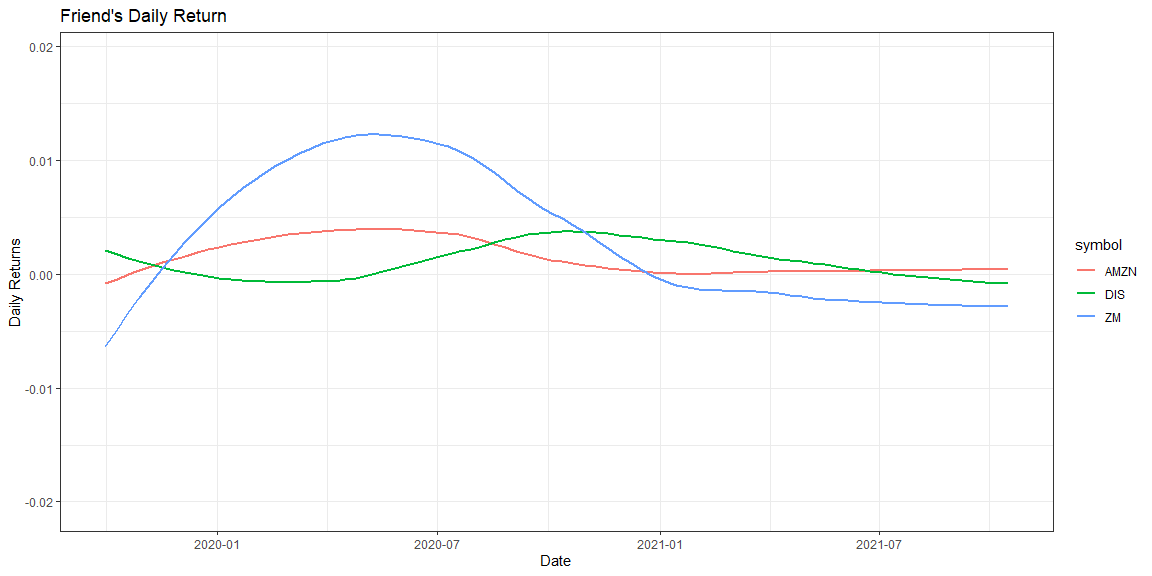 Friend's Daily Return
0.02
0.01
0.00
-0.01
-0.02
Daily Returns
2020-01
2020-07
2021-01
2021-07
Date
symbol
AMZN
DIS
ZM